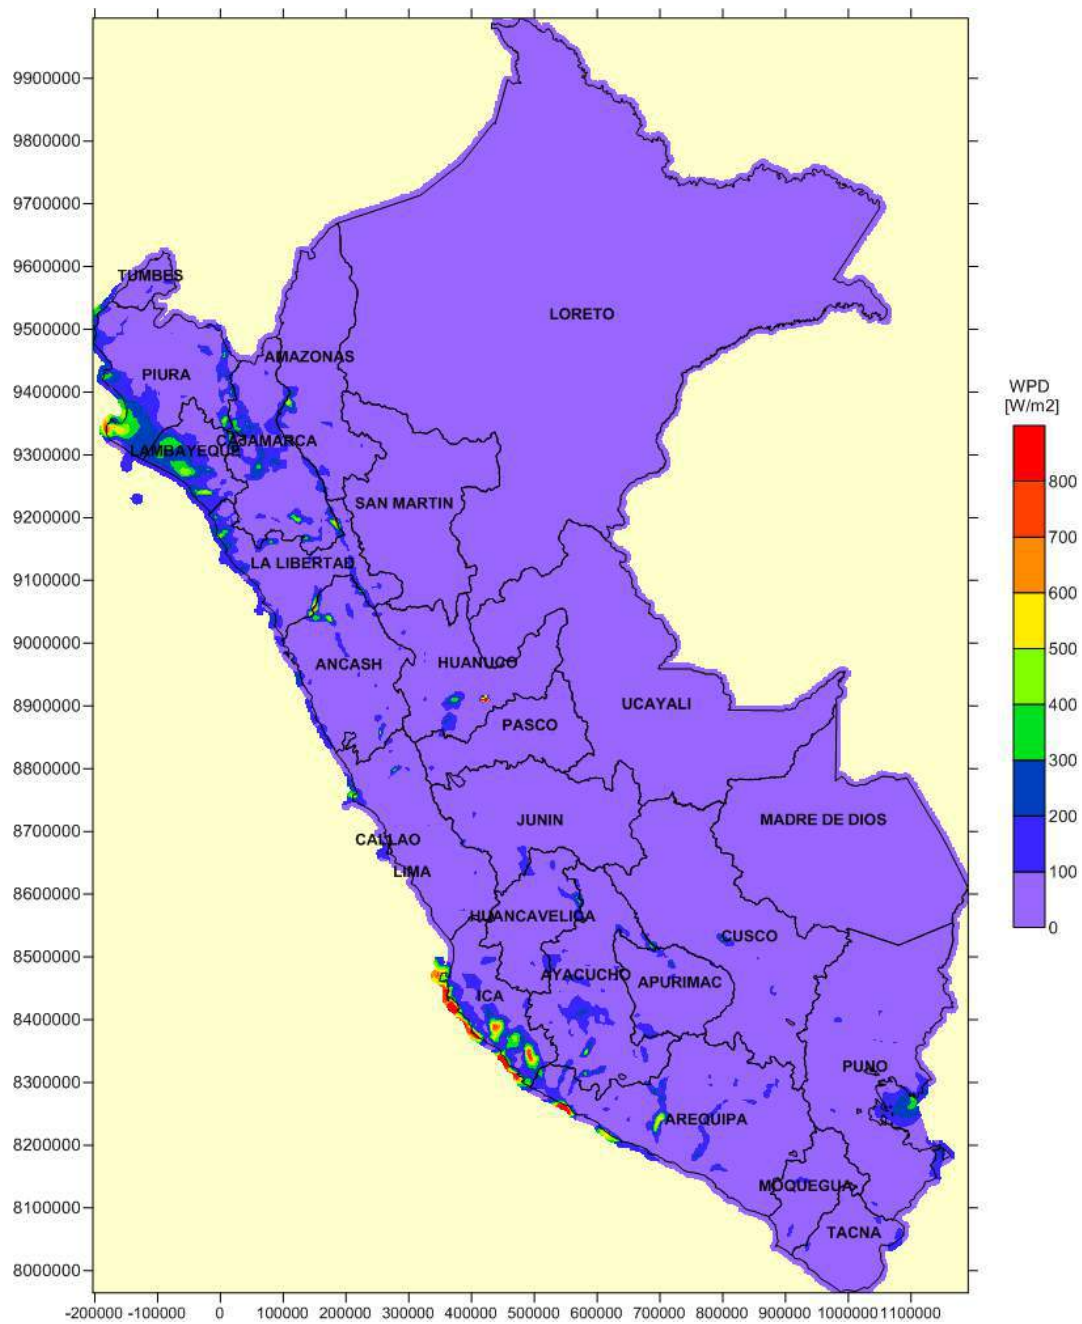 9900000
9800000
9700000
9600000
9500000
9400000
9300000
9200000
9100000
9000000
8900000
8800000
8700000
8600000
8500000
8400000
8300000
8200000
8100000
8000000
TUMBES
LORETO
AMAZONAS
PIURA
CAJAMARCA
LAMBAYEQUE
SAN MARTIN
LA LIBERTAD
ANCASH
HUANUCO
UCAYALI
PASCO
JUNIN
MADRE DE DIOS
CALLAO
LIMA
HUANCAVELICA
CUSCO
AYACUCHO
APURIMAC
ICA
PUNO
AREQUIPA
MOQUEGUA
TACNA
WPD
[W/m2]
800
700
600
500
400
300
200
100
0
-200000 -100000 0 100000 200000 300000 400000 500000 600000 700000 800000 900000 1000000 1100000